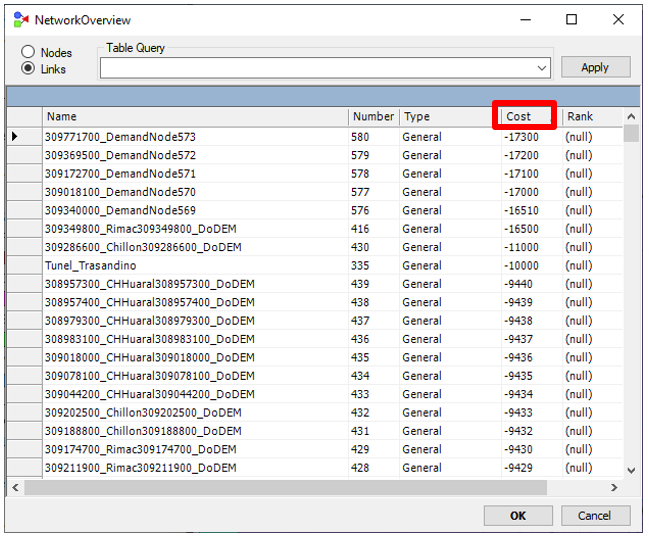 NetworkOverview
Nodes
Links
Table Query
Apply
Name Number Type Cost Rank
309771700_DemandNode573 580 General -17300 (null)
309369500_DemandNode572 579 General -17200 (null)
309172700_DemandNode571 578 General -17100 (null)
309018100_DemandNode570 577 General -17000 (null)
309340000_DemandNode569 576 General -16510 (null)
309349800_Rimac309349800_DoDEM 416 General -16500 (null)
309286600_Chillon309286600_DoDEM 430 General -11000 (null)
Tunel_Trasandino 335 General -10000 (null)
308957300_CHHuaral308957300_DoDEM 439 General -9440 (null)
308957400_CHHuaral308957400_DoDEM 438 General -9439 (null)
308979300_CHHuaral308979300_DoDEM 437 General -9438 (null)
308983100_CHHuaral308983100_DoDEM 436 General -9437 (null)
309018000_CHHuaral309018000_DoDEM 435 General -9436 (null)
309078100_CHHuaral309078100_DoDEM 434 General -9435 (null)
309044200_CHHuaral309044200_DoDEM 433 General -9434 (null)
309202500_Chillon309202500_DoDEM 432 General -9433 (null)
309188800_Chillon309188800_DoDEM 431 General -9432 (null)
309174700_Rimac309174700_DoDEM 429 General -9430 (null)
309211900_Rimac309211900_DoDEM 428 General -9429 (null)
OK Cancel